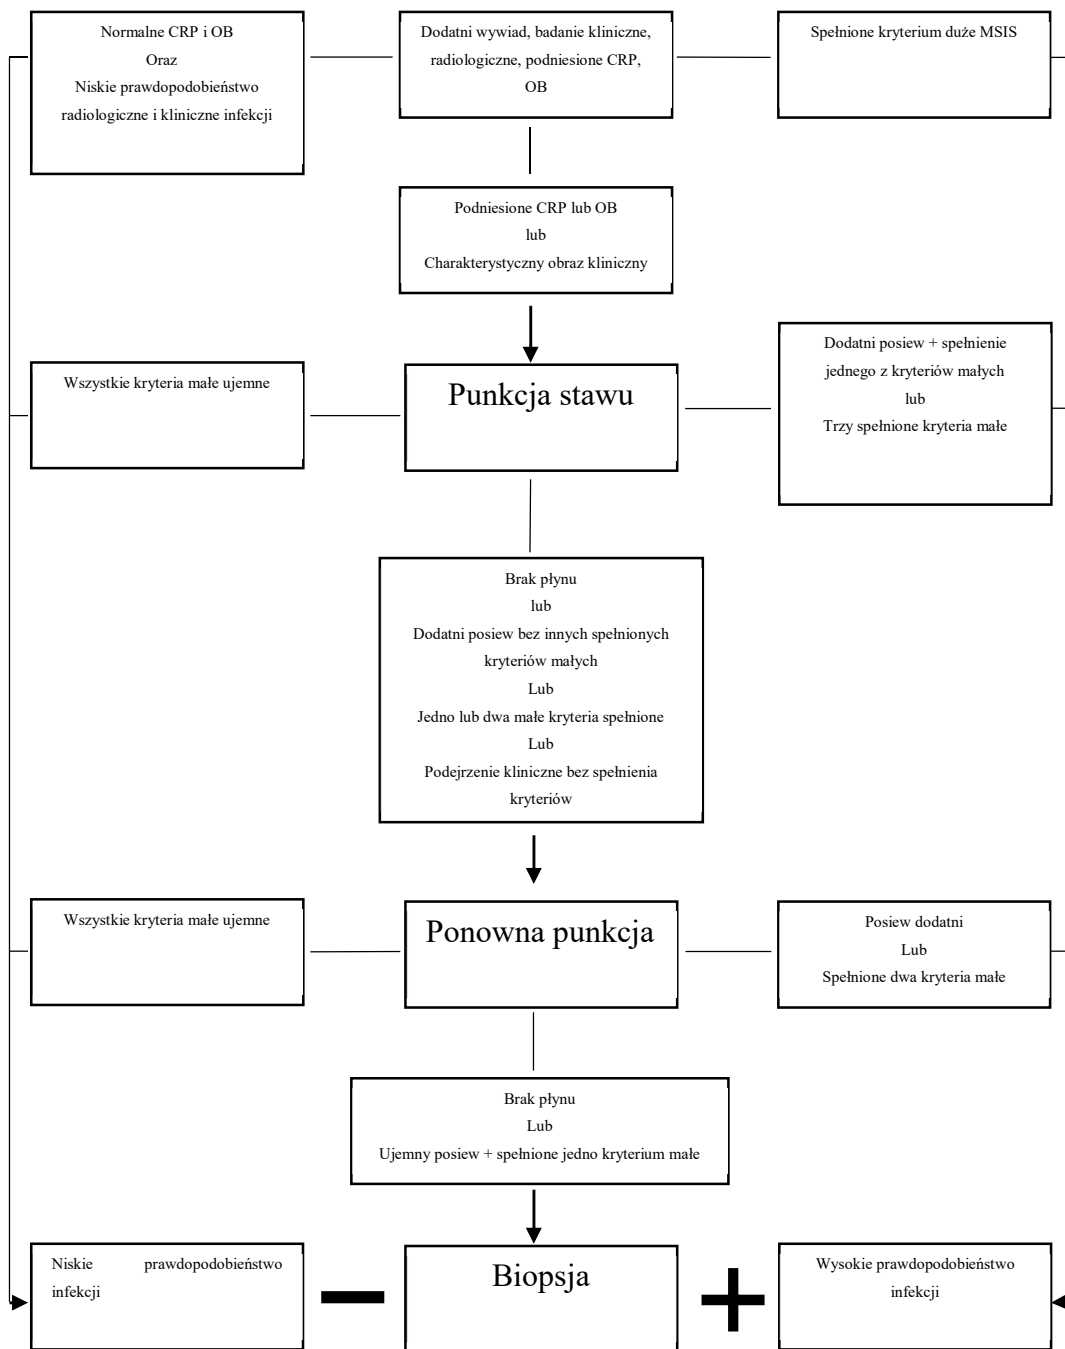 Normalne CRP i OB
Oraz
Niskie prawdopodobieństwo
radiologiczne i kliniczne infekcji
Dodatni wywiad, badanie kliniczne,
radiologiczne, podniesione CRP,
OB
Spełnione kryterium duże MSIS
Podniesione CRP lub OB
lub
Charakterystyczny obraz kliniczny
Wszystkie kryteria małe ujemne
Punkcja stawu
Dodatni posiew + spełnienie
jednego z kryteriów małych
lub
Trzy spełnione kryteria małe
Brak płynu
lub
Dodatni posiew bez innych spełnionych
kryteriów małych
Lub
Jedno lub dwa małe kryteria spełnione
Lub
Podejrzenie kliniczne bez spełnienia
kryteriów
Wszystkie kryteria małe ujemne
Ponowna punkcja
Posiew dodatni
Lub
Spełnione dwa kryteria małe
Brak płynu
Lub
Ujemny posiew + spełnione jedno kryterium małe
Niskie prawdopodobieństwo
infekcji
Biopsja
Wysokie prawdopodobieństwo
infekcji